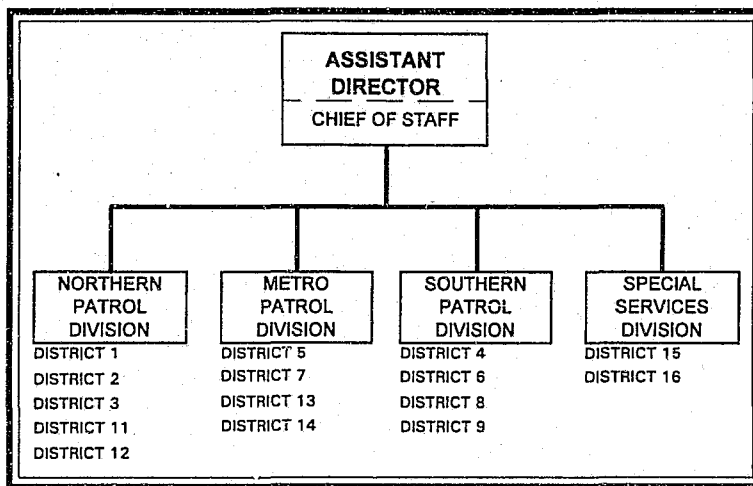 ASSISTANT
DIRECTOR
CHIEF OF STAFF
NORTHERN
PATROL
DIVISION
DISTRICT 1
DISTRICT 2
DISTRICT 3
DISTRICT 11
DISTRICT 12
METRO
PATROL
DIVISION
DISTRICT 5
DISTRICT 7
DISTRICT 13
DISTRICT 14
SOUTHERN
PATROL
DIVISION
DISTRICT 4
DISTRICT 6
DISTRICT 8
DISTRICT 9
SPECIAL
SERVICES
DIVISION
DISTRICT 15
DISTRICT 16